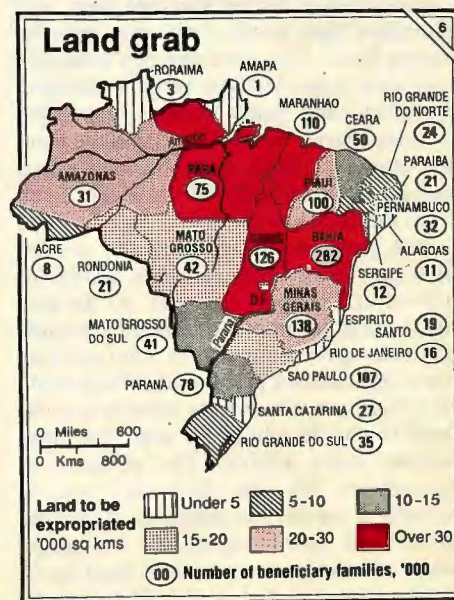 6
Land grab
RORAIMA
3
AMAPA
1
MARANHAO
110
CEARA
50
RIO GRANDE
DO NORTE
24
PARAIBA
21
PERNAMBUCO
32
ALAGOAS
11
SERGIPE
12
AMAZONAS
31
PARA
75
PIAUI
100
ACRE
8
RONDONIA
21
MATO
GROSSO
42
GOIAS
126
BAHIA
282
D.F.
MINAS
GERAIS
138
MATO GROSSO
DO SUL
41
Parana
ESPIRITO
SANTO
19
RIO DE JANEIRO
16
PARANA
78
SAO PAULO
107
SANTA CATARINA
27
RIO GRANDE DO SUL
35
0 Miles 600
0 Kms 800
Land to be
expropriated
'000 sq kms
Under 5
5-10
10-15
15-20
20-30
Over 30
00 Number of beneficiary families, '000